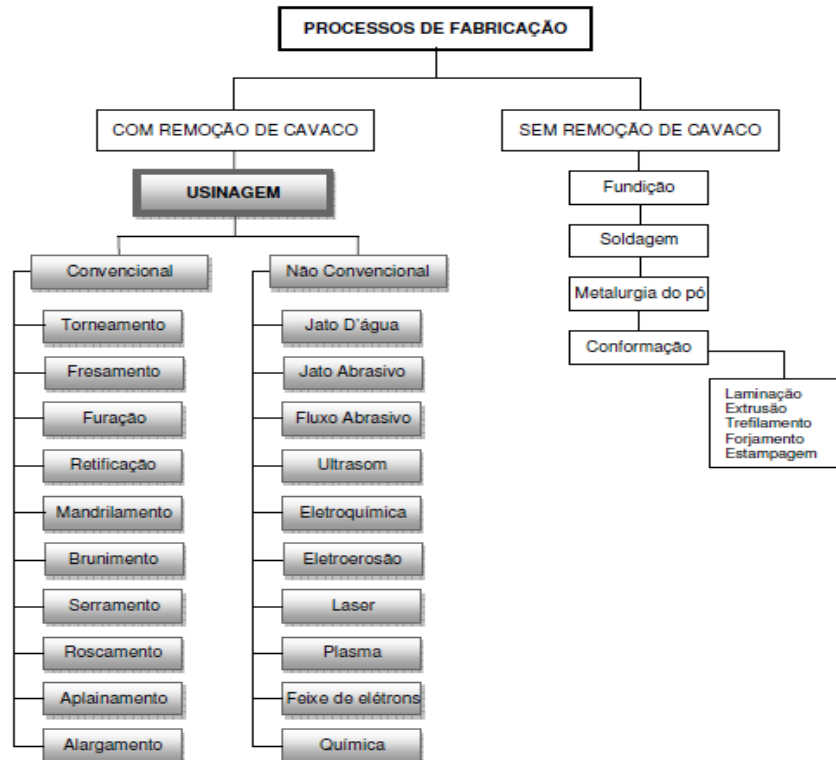 PROCESSOS DE FABRICAÇÃO
COM REMOÇÃO DE CAVACO
SEM REMOÇÃO DE CAVACO
USINAGEM
Convencional
Torneamento
Fresamento
Furação
Retificação
Mandrilamento
Brunimento
Serramento
Roscamento
Aplainamento
Alargamento
Não Convencional
Jato D'água
Jato Abrasivo
Fluxo Abrasivo
Ultrasom
Eletroquímica
Eletroerosão
Laser
Plasma
Feixe de elétrons
Química
Fundição
Soldagem
Metalurgia do pó
Conformação
Laminação
Extrusão
Trefilamento
Forjamento
Estampagem